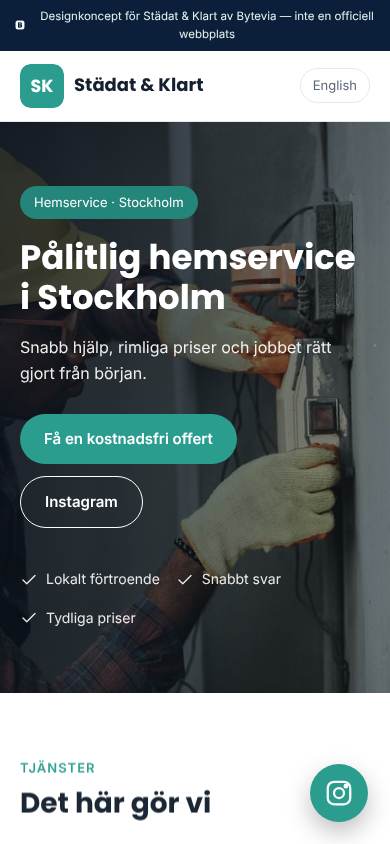 Designkoncept för Städat & Klart av Bytevia — inte en officiell
webbplats
SK
Städat & Klart
English
Hemservice · Stockholm
Pålitlig hemservice
i Stockholm
Snabb hjälp, rimliga priser och jobbet rätt
gjort från början.
Få en kostnadsfri offert
Instagram
Lokalt förtroende
Snabbt svar
Tydliga priser
TJÄNSTER
Det här gör vi